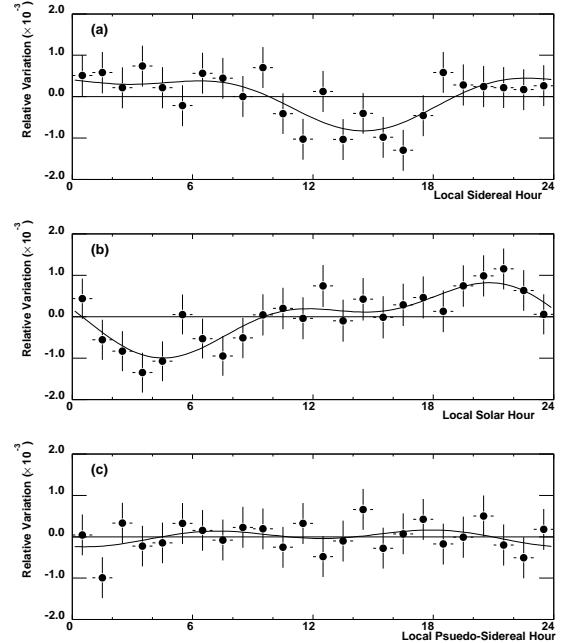 (a)
Relative Variation (× 10⁻³)
2.0
1.0
0.0
-1.0
-2.0
0 6 12 18 24
Local Sidereal Hour
(b)
Relative Variation (× 10⁻³)
2.0
1.0
0.0
-1.0
-2.0
0 6 12 18 24
Local Solar Hour
(c)
Relative Variation (× 10⁻³)
2.0
1.0
0.0
-1.0
-2.0
0 6 12 18 24
Local Psuedo-Sidereal Hour